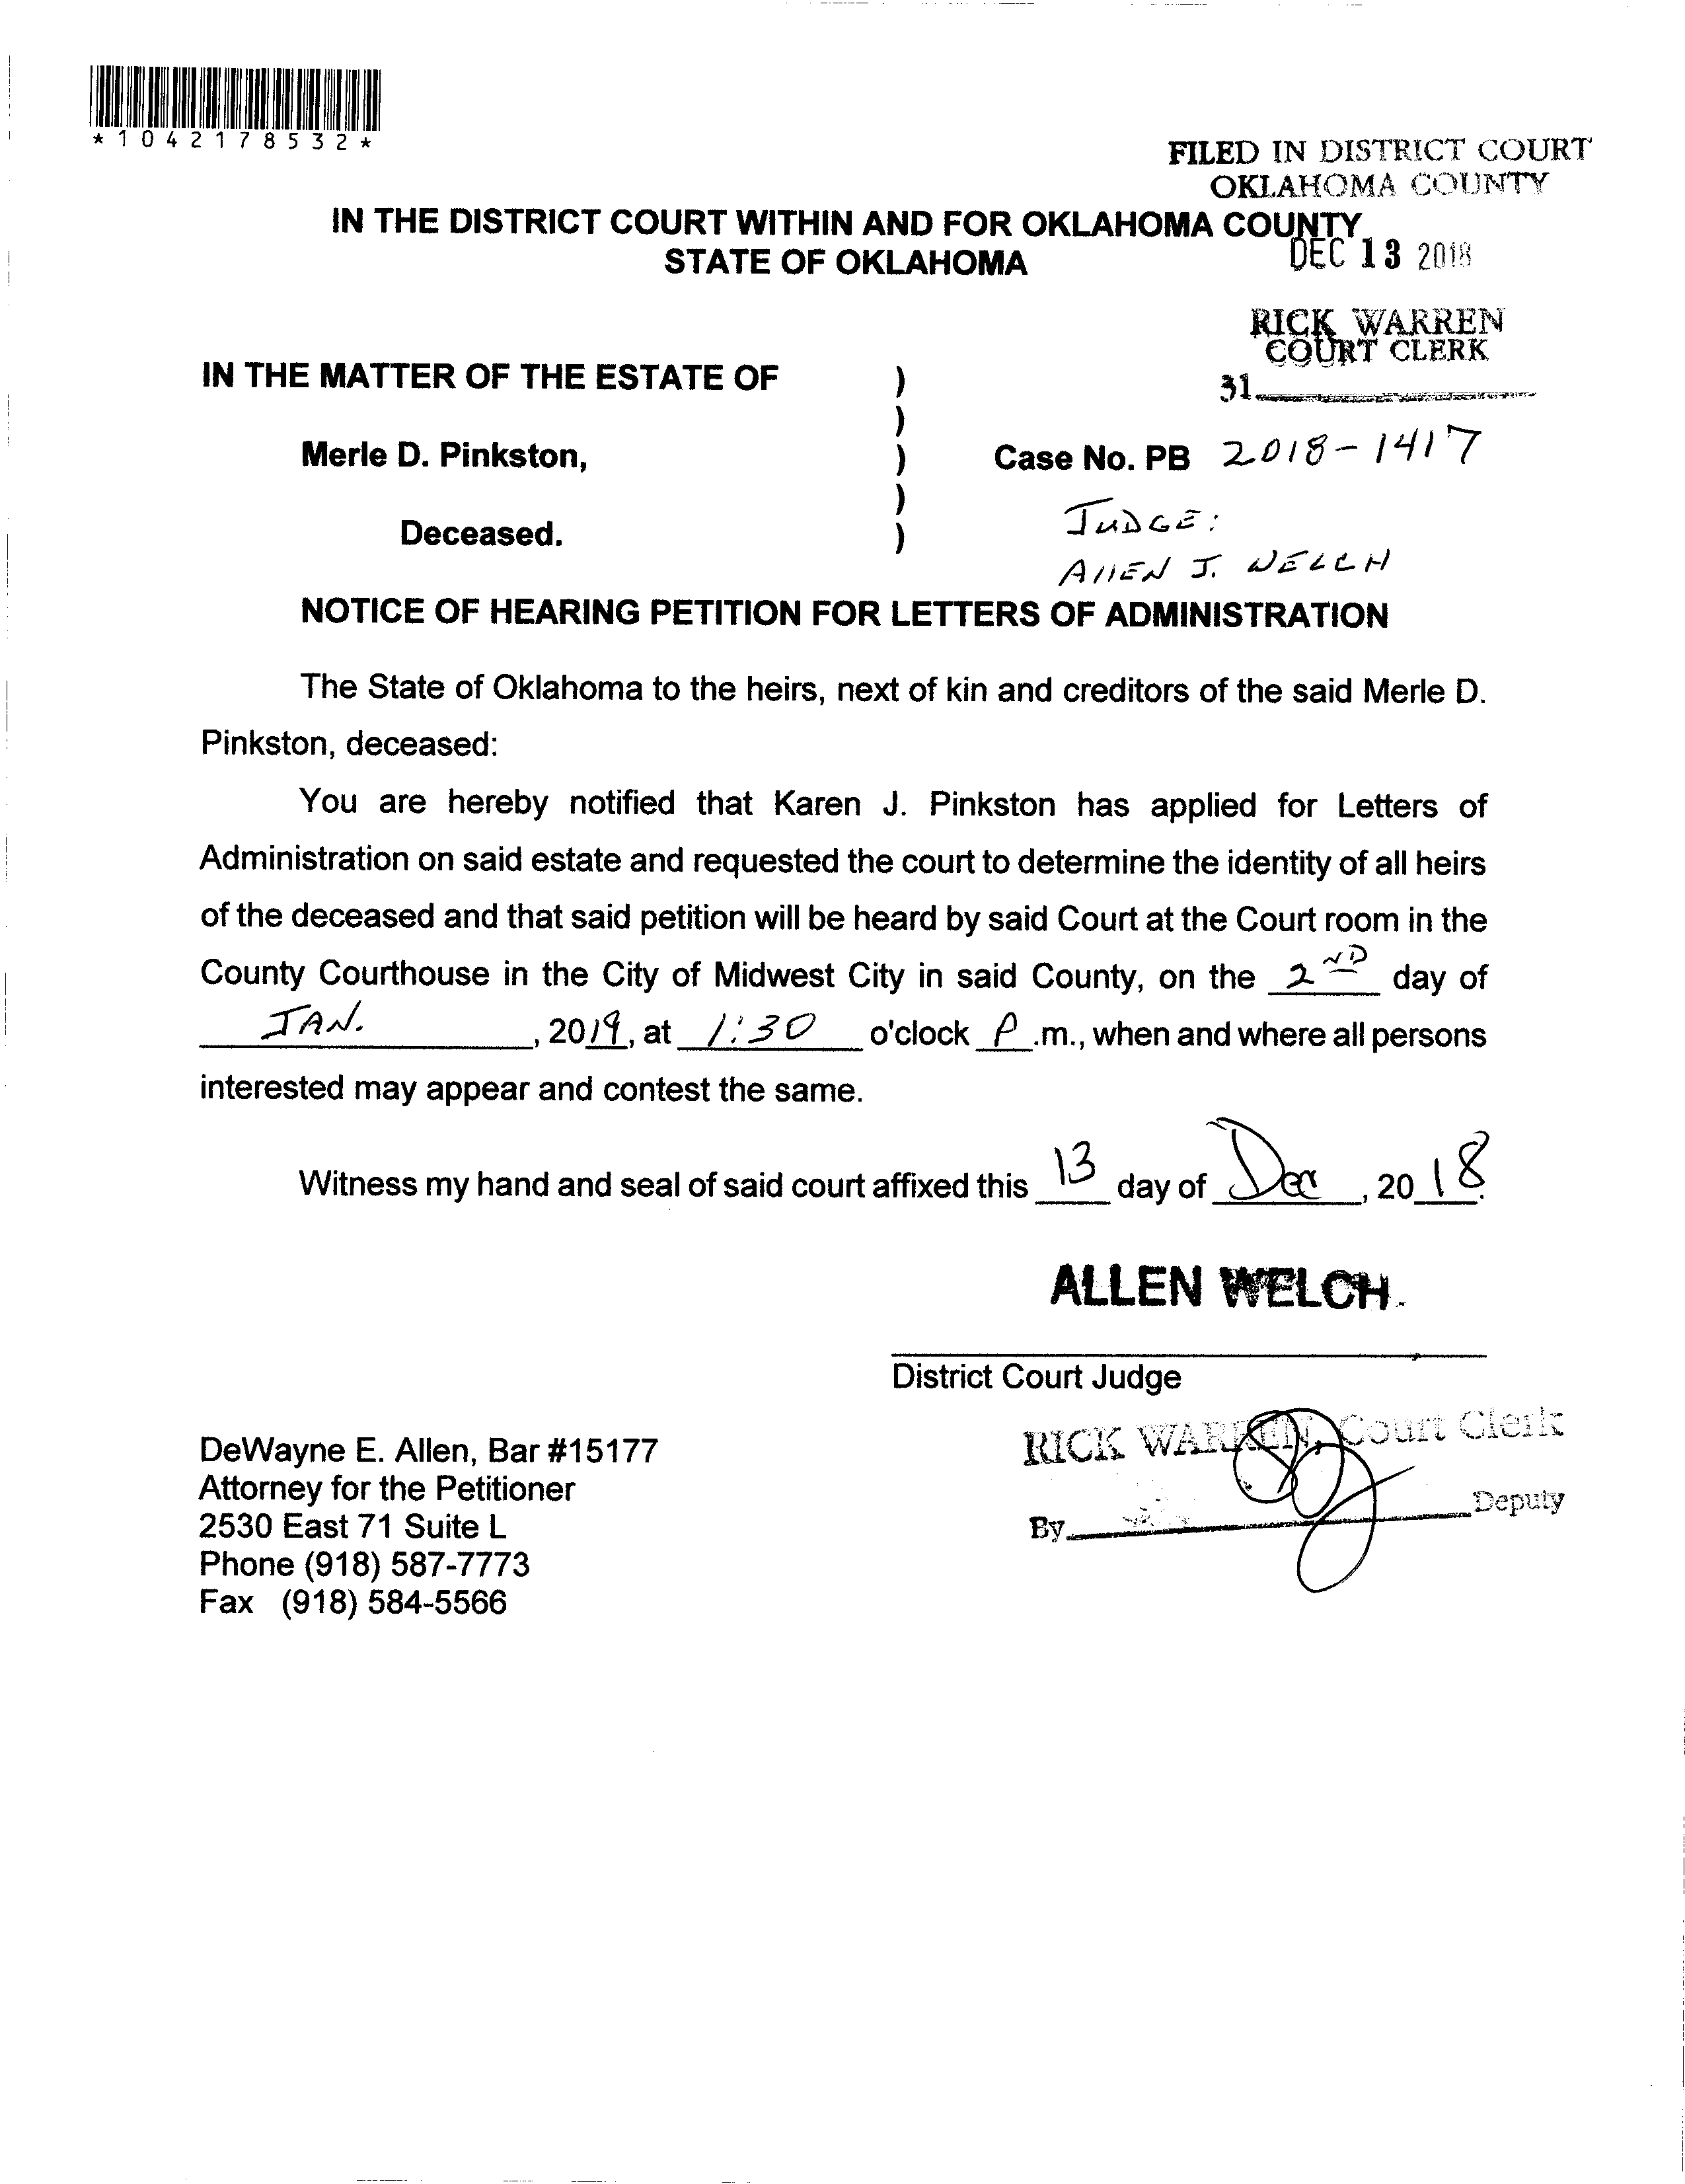 *1042178532*
FILED IN DISTRICT COURT
OKLAHOMA COUNTY
IN THE DISTRICT COURT WITHIN AND FOR OKLAHOMA COUNTY
STATE OF OKLAHOMA
DEC 13 2018
RICK WARREN
COURT CLERK
31
IN THE MATTER OF THE ESTATE OF )
)
Merle D. Pinkston, ) Case No. PB 2018-1417
)
Deceased. )
JUDGE:
ALLEN J. WELCH
NOTICE OF HEARING PETITION FOR LETTERS OF ADMINISTRATION
The State of Oklahoma to the heirs, next of kin and creditors of the said Merle D.
Pinkston, deceased:
You are hereby notified that Karen J. Pinkston has applied for Letters of
Administration on said estate and requested the court to determine the identity of all heirs
of the deceased and that said petition will be heard by said Court at the Court room in the
County Courthouse in the City of Midwest City in said County, on the 2ND day of
JAN., 2019, at 1:30 o'clock P.m., when and where all persons
interested may appear and contest the same.
Witness my hand and seal of said court affixed this 13 day of Dec, 2018.
ALLEN WELCH
District Court Judge
RICK WARREN, Court Clerk
By Deputy
DeWayne E. Allen, Bar #15177
Attorney for the Petitioner
2530 East 71 Suite L
Phone (918) 587-7773
Fax (918) 584-5566